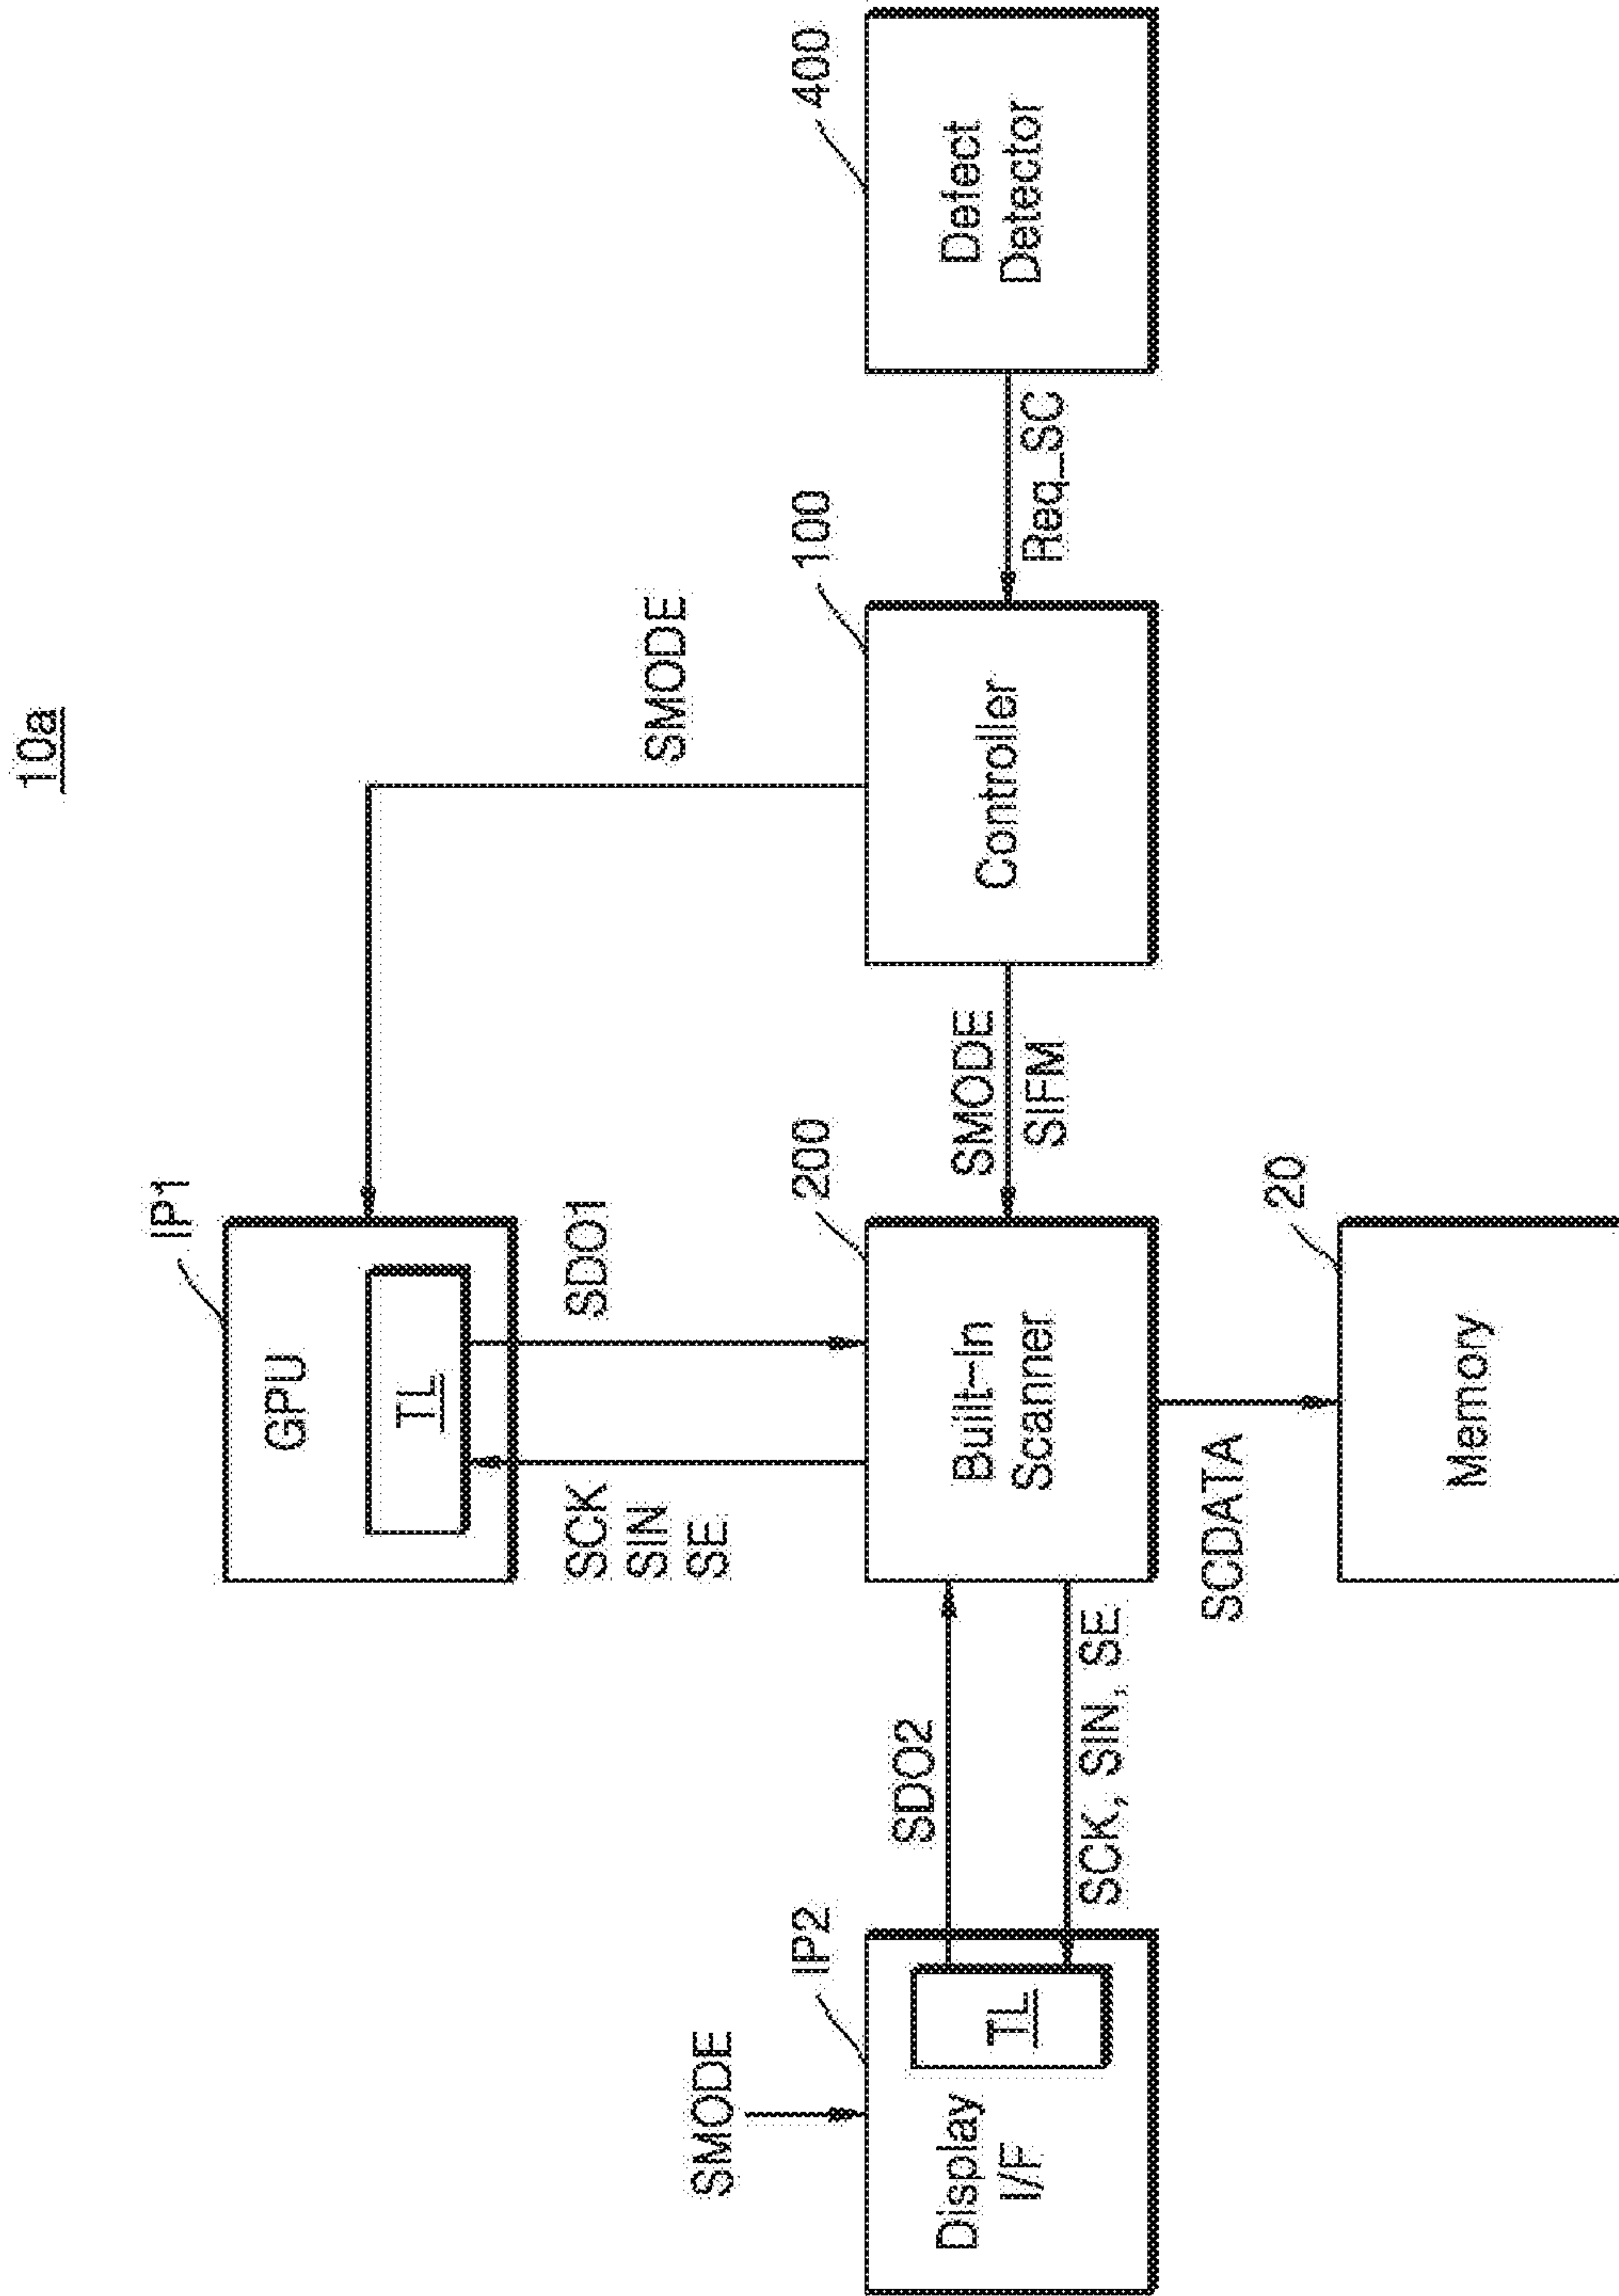 10a
IP1
GPU
TL
SMODE
SCK
SIN
SE
SDO1
SMODE
IP2
Display
I/F
TL
SDO2
SCK, SIN, SE
200
Built-In
Scanner
SMODE
SIFM
100
Controller
Req_SC
400
Defect
Detector
SCDATA
20
Memory